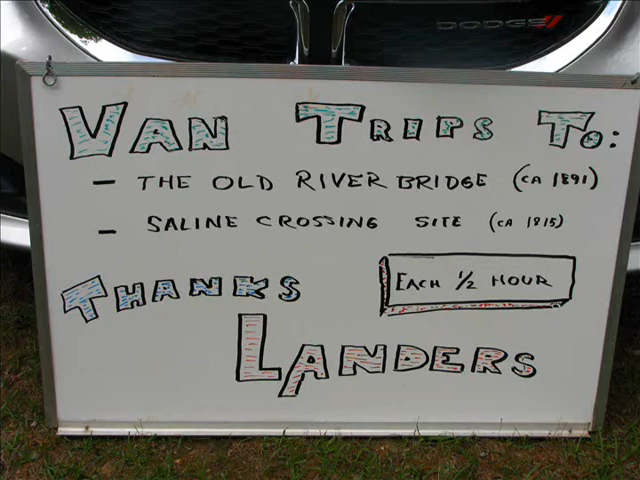 DODGE
VAN TRIPS TO:
- THE OLD RIVER BRIDGE (CA 1891)
- SALINE CROSSING SITE (CA 1815)
THANKS
EACH 1/2 HOUR
LANDERS